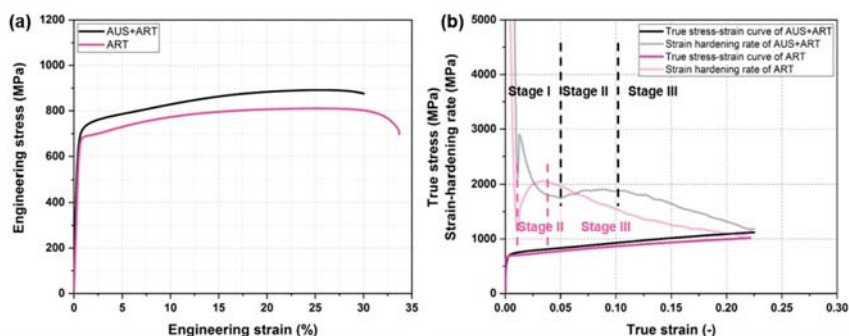 (a)
AUS+ART
ART
1200
1000
800
600
400
200
0
0 5 10 15 20 25 30 35
Engineering stress (MPa)
Engineering strain (%)
(b)
True stress-strain curve of AUS+ART
Strain hardening rate of AUS+ART
True stress-strain curve of ART
Strain hardening rate of ART
5000
4000
3000
2000
1000
0
Stage I Stage II Stage III
Stage II Stage III
0.00 0.05 0.10 0.15 0.20 0.25 0.30
True stress (MPa)
Strain-hardening rate (MPa)
True strain (-)